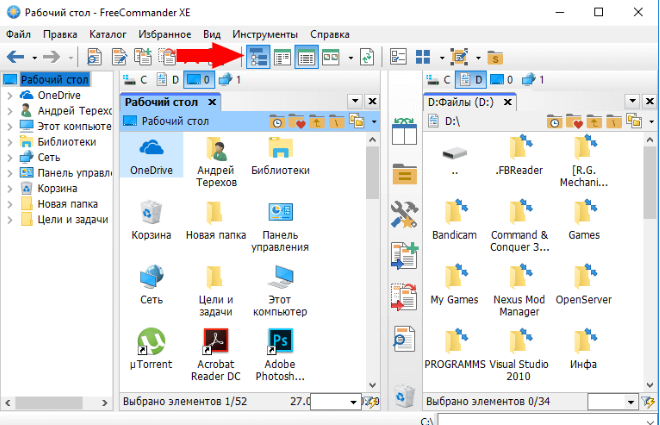 Рабочий стол - FreeCommander XE
Файл Правка Каталог Избранное Вид Инструменты Справка
S
Рабочий стол
OneDrive
Андрей Терехо
Этот компьюте
Библиотеки
Сеть
Панель управл
Корзина
Новая папка
Цели и задачи
C D 0 1
Рабочий стол
Рабочий стол
OneDrive
Андрей Терехов
Библиотеки
Корзина
Новая папка
Панель управления
Сеть
Цели и задачи
Этот компьютер
µTorrent
Acrobat Reader DC
Adobe Photosh...
Ps
Выбрано элементов 1/52
27.0
C D 0 1
D:Файлы (D:)
D:\
..
.FBReader
[R.G. Mechani...
Bandicam
Command & Conquer 3...
Games
My Games
Nexus Mod Manager
OpenServer
PROGRAMMS
Visual Studio 2010
Инфа
Выбрано элементов 0/34
C:\